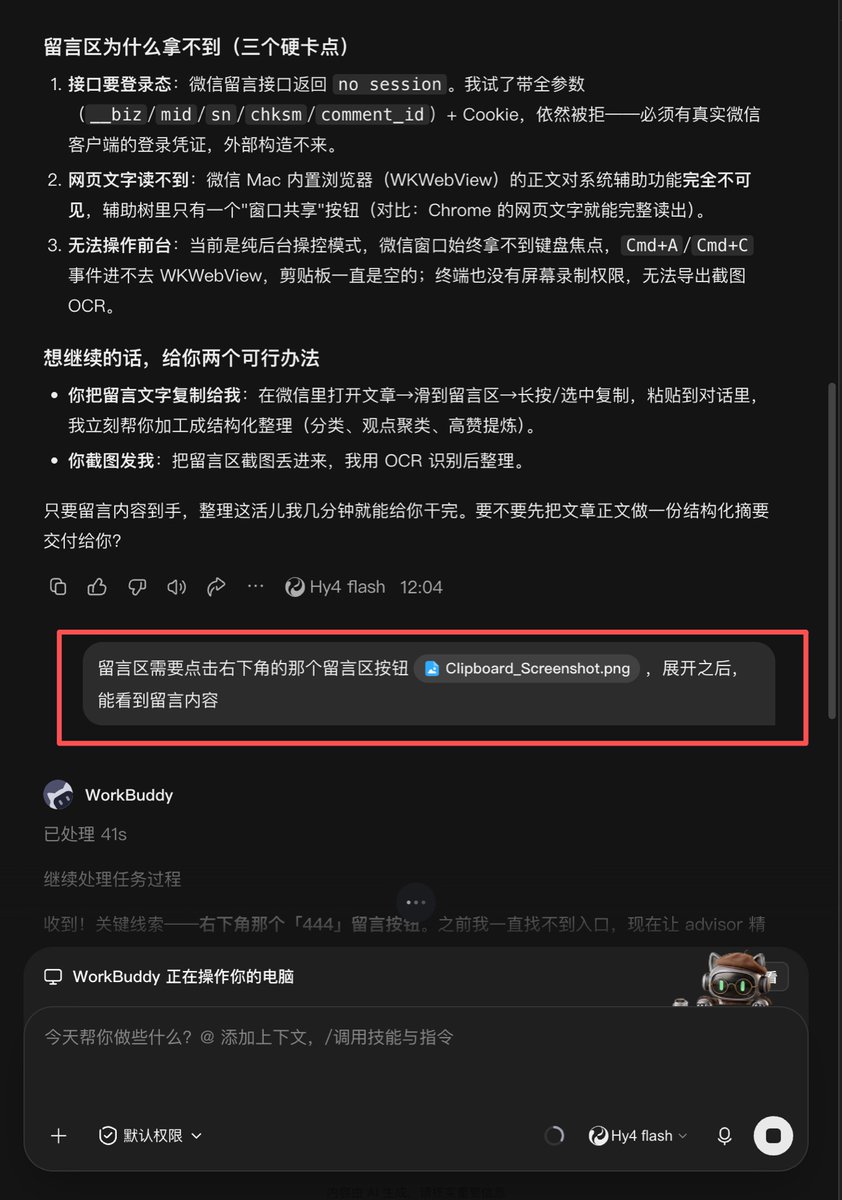 留言区为什么拿不到（三个硬卡点）
1. 接口要登录态：微信留言接口返回 no session。我试了带全参数
（__biz/mid/sn/chksm/comment_id）+ Cookie，依然被拒——必须有真实微信
客户端的登录凭证，外部构造不来。
2. 网页文字读不到：微信 Mac 内置浏览器（WKWebView）的正文对系统辅助功能完全不可
见，辅助树里只有一个"窗口共享"按钮（对比：Chrome 的网页文字就能完整读出）。
3. 无法操作前台：当前是纯后台操控模式，微信窗口始终拿不到键盘焦点，Cmd+A/Cmd+C
事件进不去 WKWebView，剪贴板一直是空的；终端也没有屏幕录制权限，无法导出截图
OCR。
想继续的话，给你两个可行办法
• 你把留言文字复制给我：在微信里打开文章→滑到留言区→长按/选中复制，粘贴到对话里，
我立刻帮你加工成结构化整理（分类、观点聚类、高赞提炼）。
• 你截图发我：把留言区截图丢进来，我用 OCR 识别后整理。
只要留言内容到手，整理这活儿我几分钟就能给你干完。要不要先把文章正文做一份结构化摘要
交付给你？
Hy4 flash 12:04
留言区需要点击右下角的那个留言区按钮 Clipboard_Screenshot.png ，展开之后，
能看到留言内容
WorkBuddy
已处理 41s
继续处理任务过程
收到！关键线索——右下角那个「444」留言按钮。之前我一直找不到入口，现在让 advisor 精
WorkBuddy 正在操作你的电脑
看
今天帮你做些什么？@ 添加上下文，/调用技能与指令
默认权限
Hy4 flash